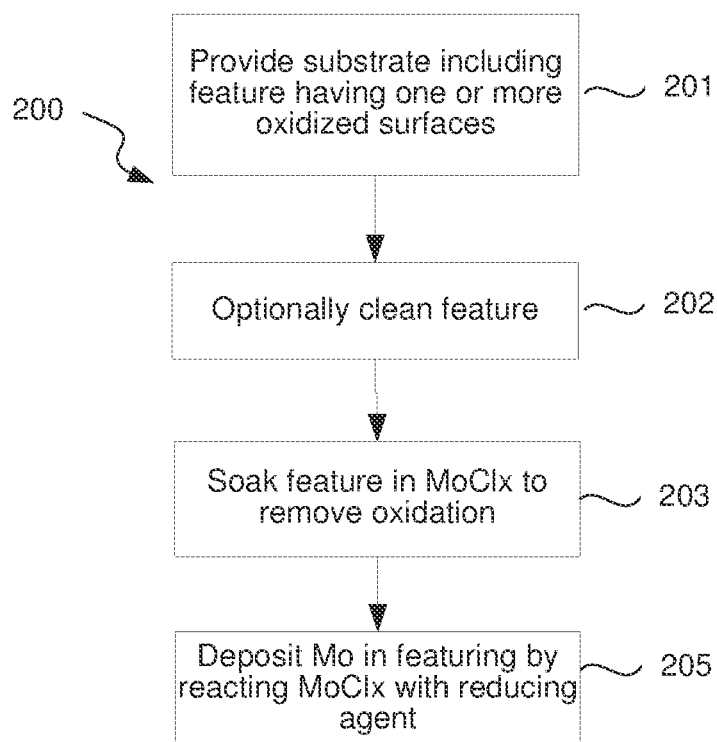 Provide substrate including
feature having one or more
oxidized surfaces
201
200
Optionally clean feature
202
Soak feature in MoClx to
remove oxidation
203
Deposit Mo in featuring by
reacting MoClx with reducing
agent
205